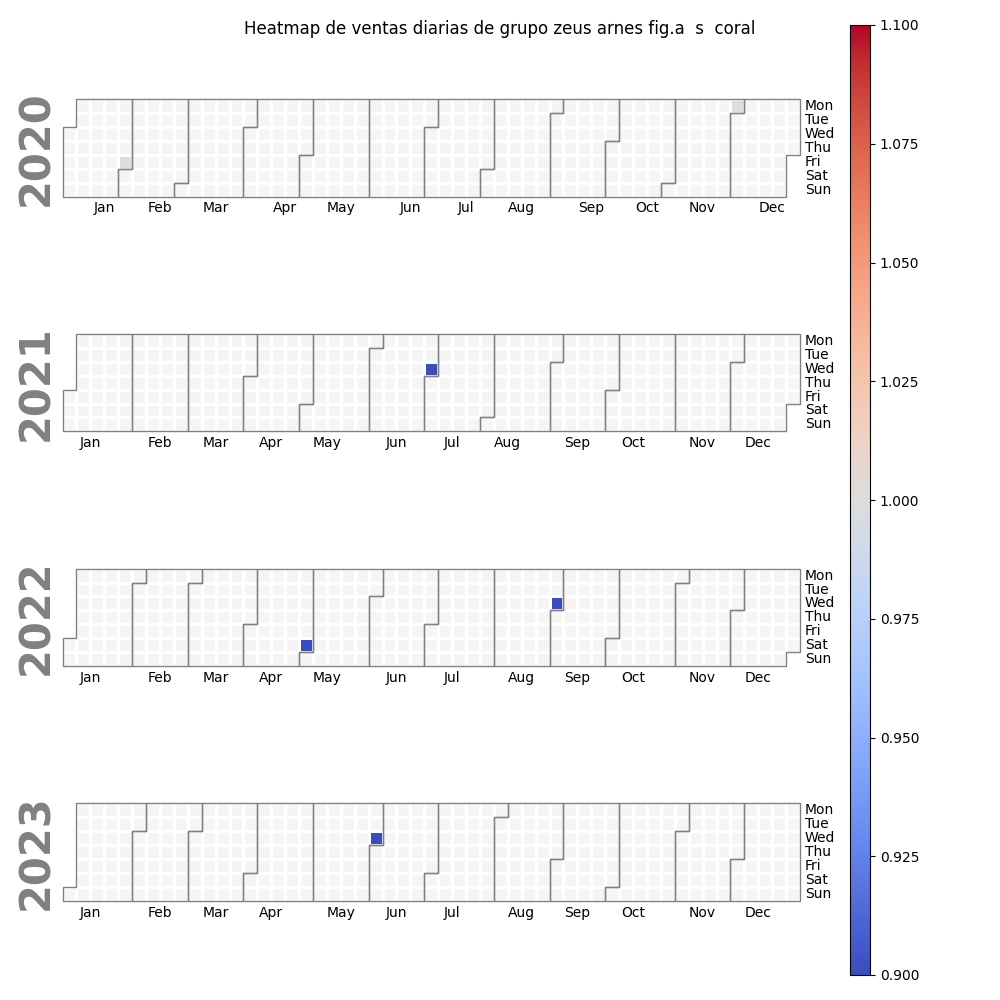 Heatmap de ventas diarias de grupo zeus arnes fig.a  s  coral
2020
Mon
Tue
Wed
Thu
Fri
Sat
Sun
Jan Feb Mar Apr May Jun Jul Aug Sep Oct Nov Dec
2021
Mon
Tue
Wed
Thu
Fri
Sat
Sun
Jan Feb Mar Apr May Jun Jul Aug Sep Oct Nov Dec
2022
Mon
Tue
Wed
Thu
Fri
Sat
Sun
Jan Feb Mar Apr May Jun Jul Aug Sep Oct Nov Dec
2023
Mon
Tue
Wed
Thu
Fri
Sat
Sun
Jan Feb Mar Apr May Jun Jul Aug Sep Oct Nov Dec
1.100
1.075
1.050
1.025
1.000
0.975
0.950
0.925
0.900